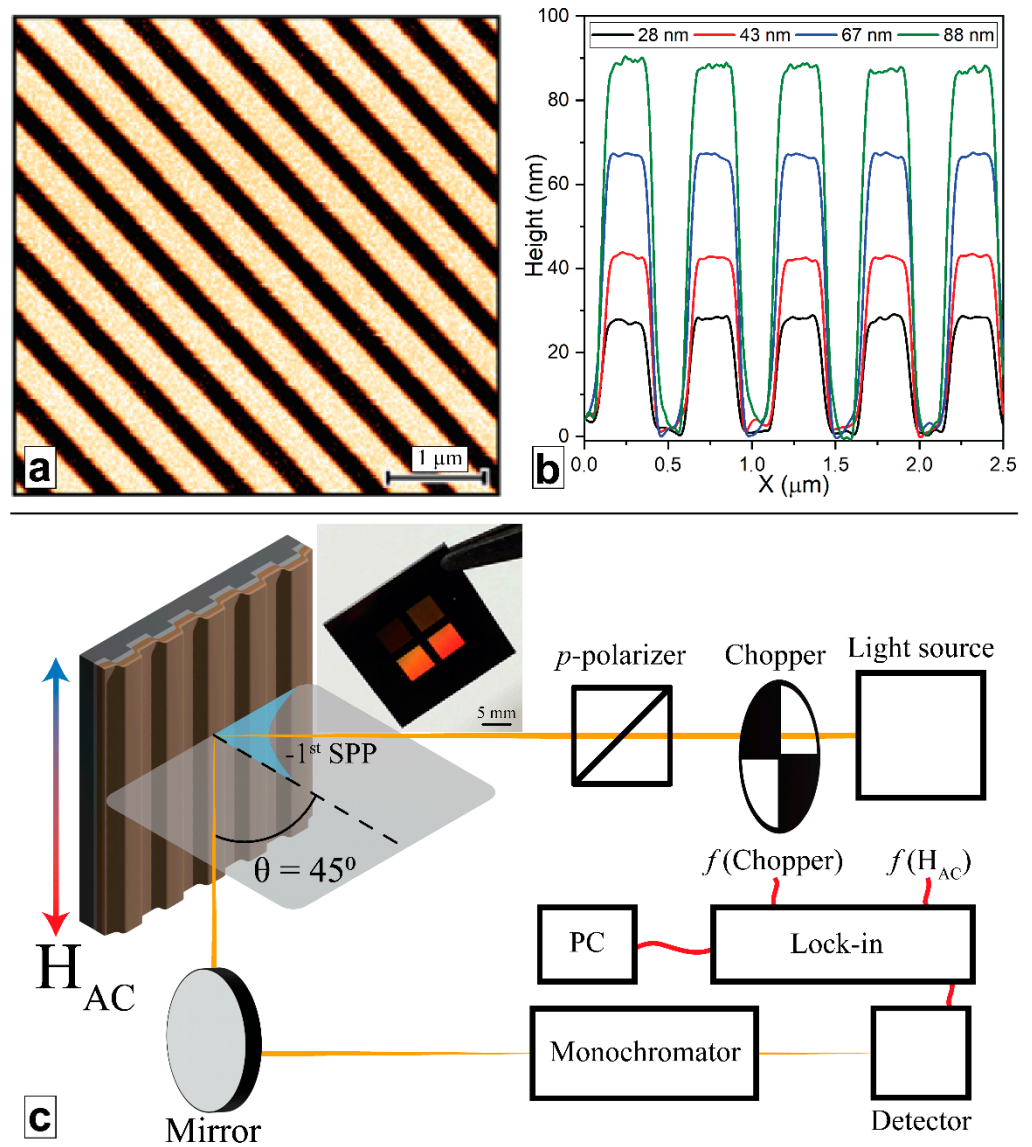 1 μm
a
28 nm 43 nm 67 nm 88 nm
100
80
60
40
20
0
Height (nm)
0.0 0.5 1.0 1.5 2.0 2.5
X (μm)
b
5 mm
p-polarizer
Chopper
Light source
-1st SPP
θ = 45º
f (Chopper)
f (HAC)
PC
Lock-in
HAC
Monochromator
Detector
Mirror
c